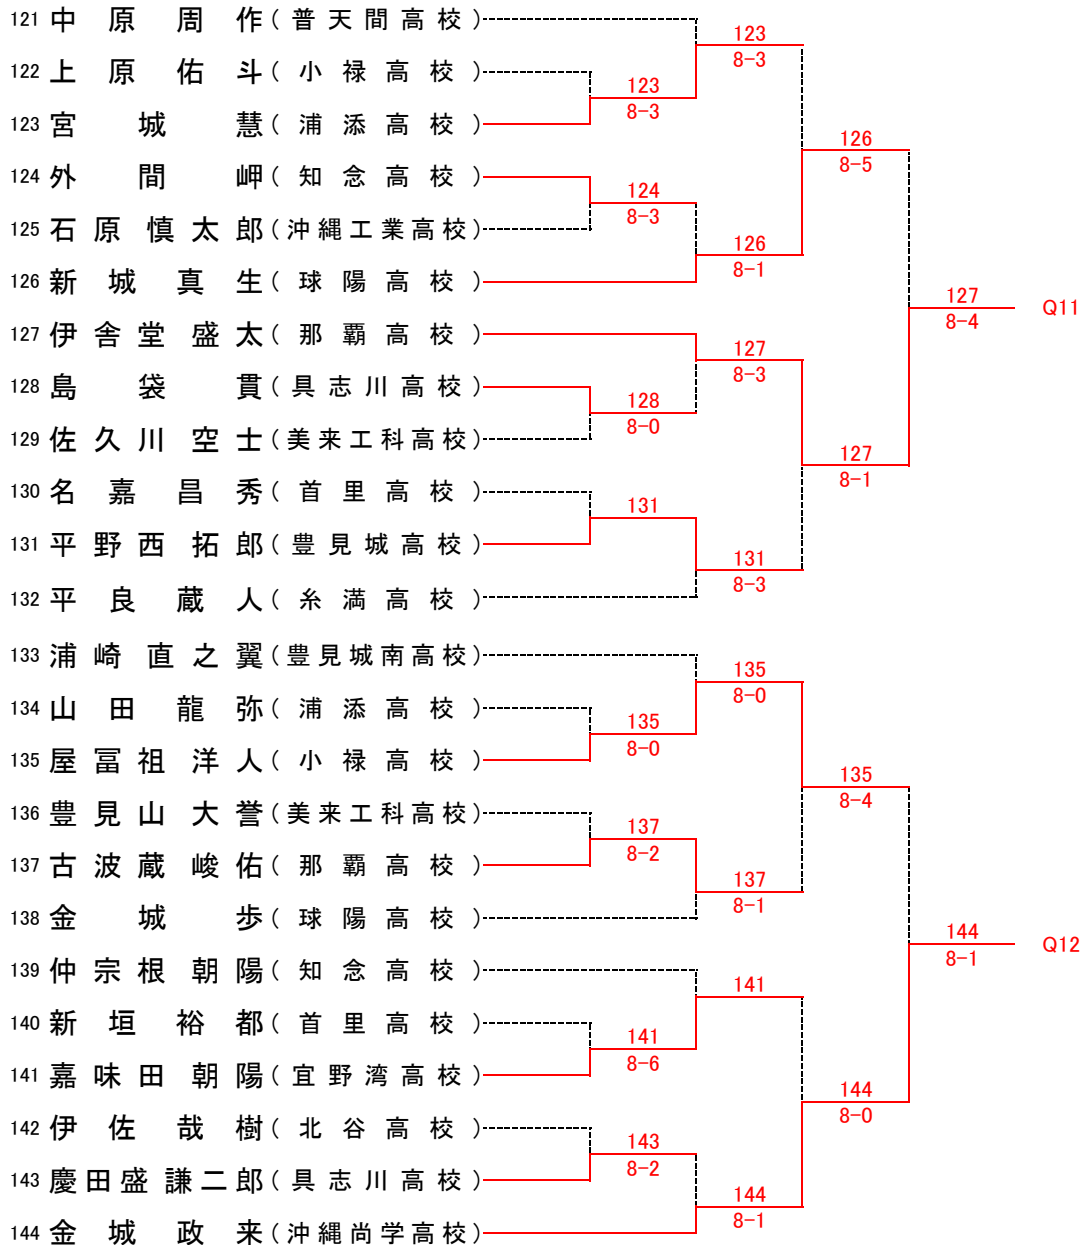 121 中原周作(普天間高校)
123
8-3
122 上原佑斗(小禄高校)
123
8-3
123 宮城慧(浦添高校)
126
8-5
124 外間岬(知念高校)
124
8-3
125 石原慎太郎(沖縄工業高校)
126
8-1
126 新城真生(球陽高校)
127
8-4
Q11
127 伊舎堂盛太(那覇高校)
127
8-3
128 島袋貫(具志川高校)
128
8-0
129 佐久川空士(美来工科高校)
127
8-1
130 名嘉昌秀(首里高校)
131
131 平野西拓郎(豊見城高校)
131
8-3
132 平良蔵人(糸満高校)
133 浦崎直之翼(豊見城南高校)
135
8-0
134 山田龍弥(浦添高校)
135
8-0
135 屋冨祖洋人(小禄高校)
135
8-4
136 豊見山大誉(美来工科高校)
137
8-2
137 古波蔵峻佑(那覇高校)
137
8-1
138 金城歩(球陽高校)
144
8-1
Q12
139 仲宗根朝陽(知念高校)
141
140 新垣裕都(首里高校)
141
8-6
141 嘉味田朝陽(宜野湾高校)
144
8-0
142 伊佐哉樹(北谷高校)
143
8-2
143 慶田盛謙二郎(具志川高校)
144
8-1
144 金城政来(沖縄尚学高校)